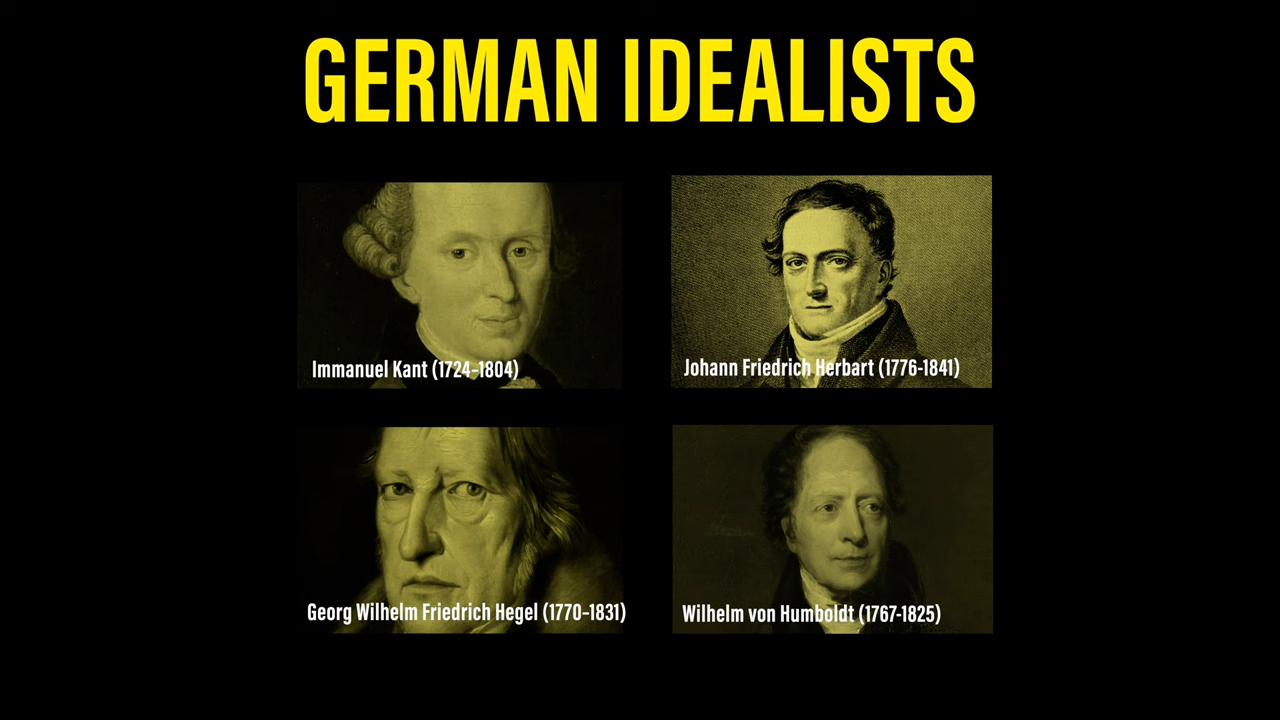 GERMAN IDEALISTS
Immanuel Kant (1724–1804)
Johann Friedrich Herbart (1776-1841)
Georg Wilhelm Friedrich Hegel (1770–1831)
Wilhelm von Humboldt (1767-1825)